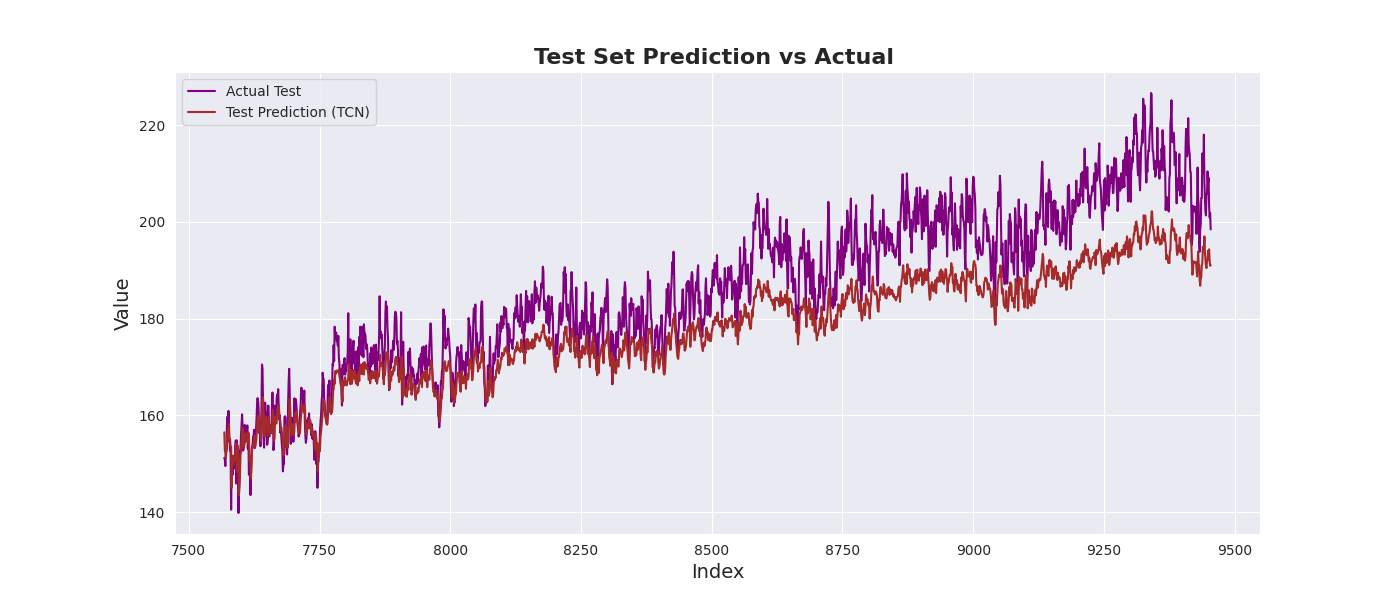 Test Set Prediction vs Actual
Actual Test
Test Prediction (TCN)
Value
220
200
180
160
140
7500 7750 8000 8250 8500 8750 9000 9250 9500
Index